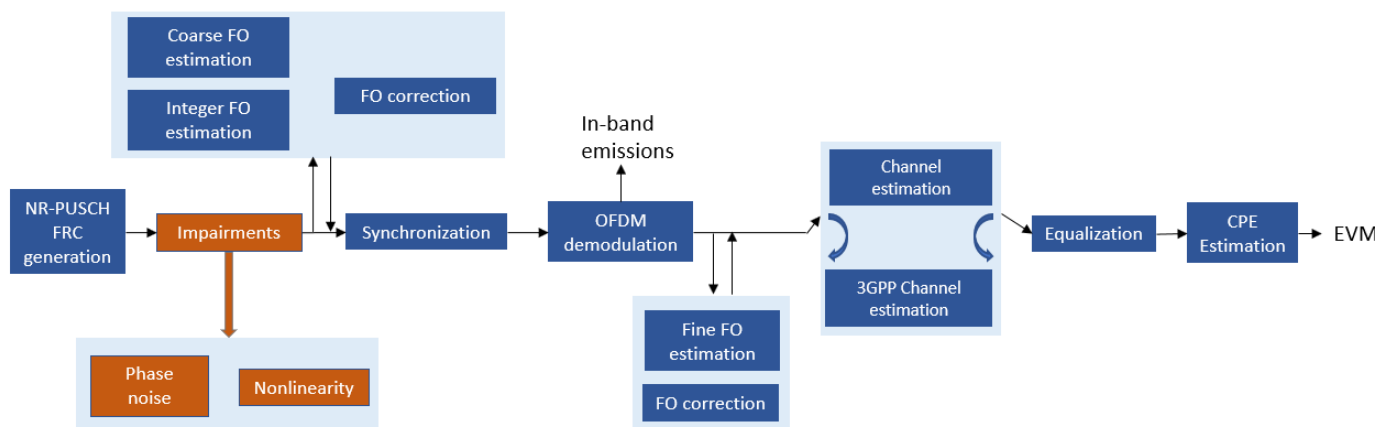 Coarse FO
estimation
Integer FO
estimation
FO correction
In-band
emissions
NR-PUSCH
FRC
generation
Impairments
Synchronization
OFDM
demodulation
Channel
estimation
3GPP Channel
estimation
Equalization
CPE
Estimation
EVM
Phase
noise
Nonlinearity
Fine FO
estimation
FO correction